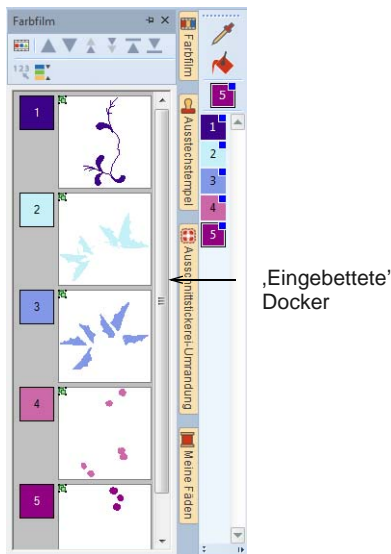 Farbfilm
123
1
2
3
4
5
Farbfilm
Ausstechstempel
Ausschnittstickerei-Umrandung
Meine Fäden
5
1
2
3
4
5
‚Eingebettete’
Docker